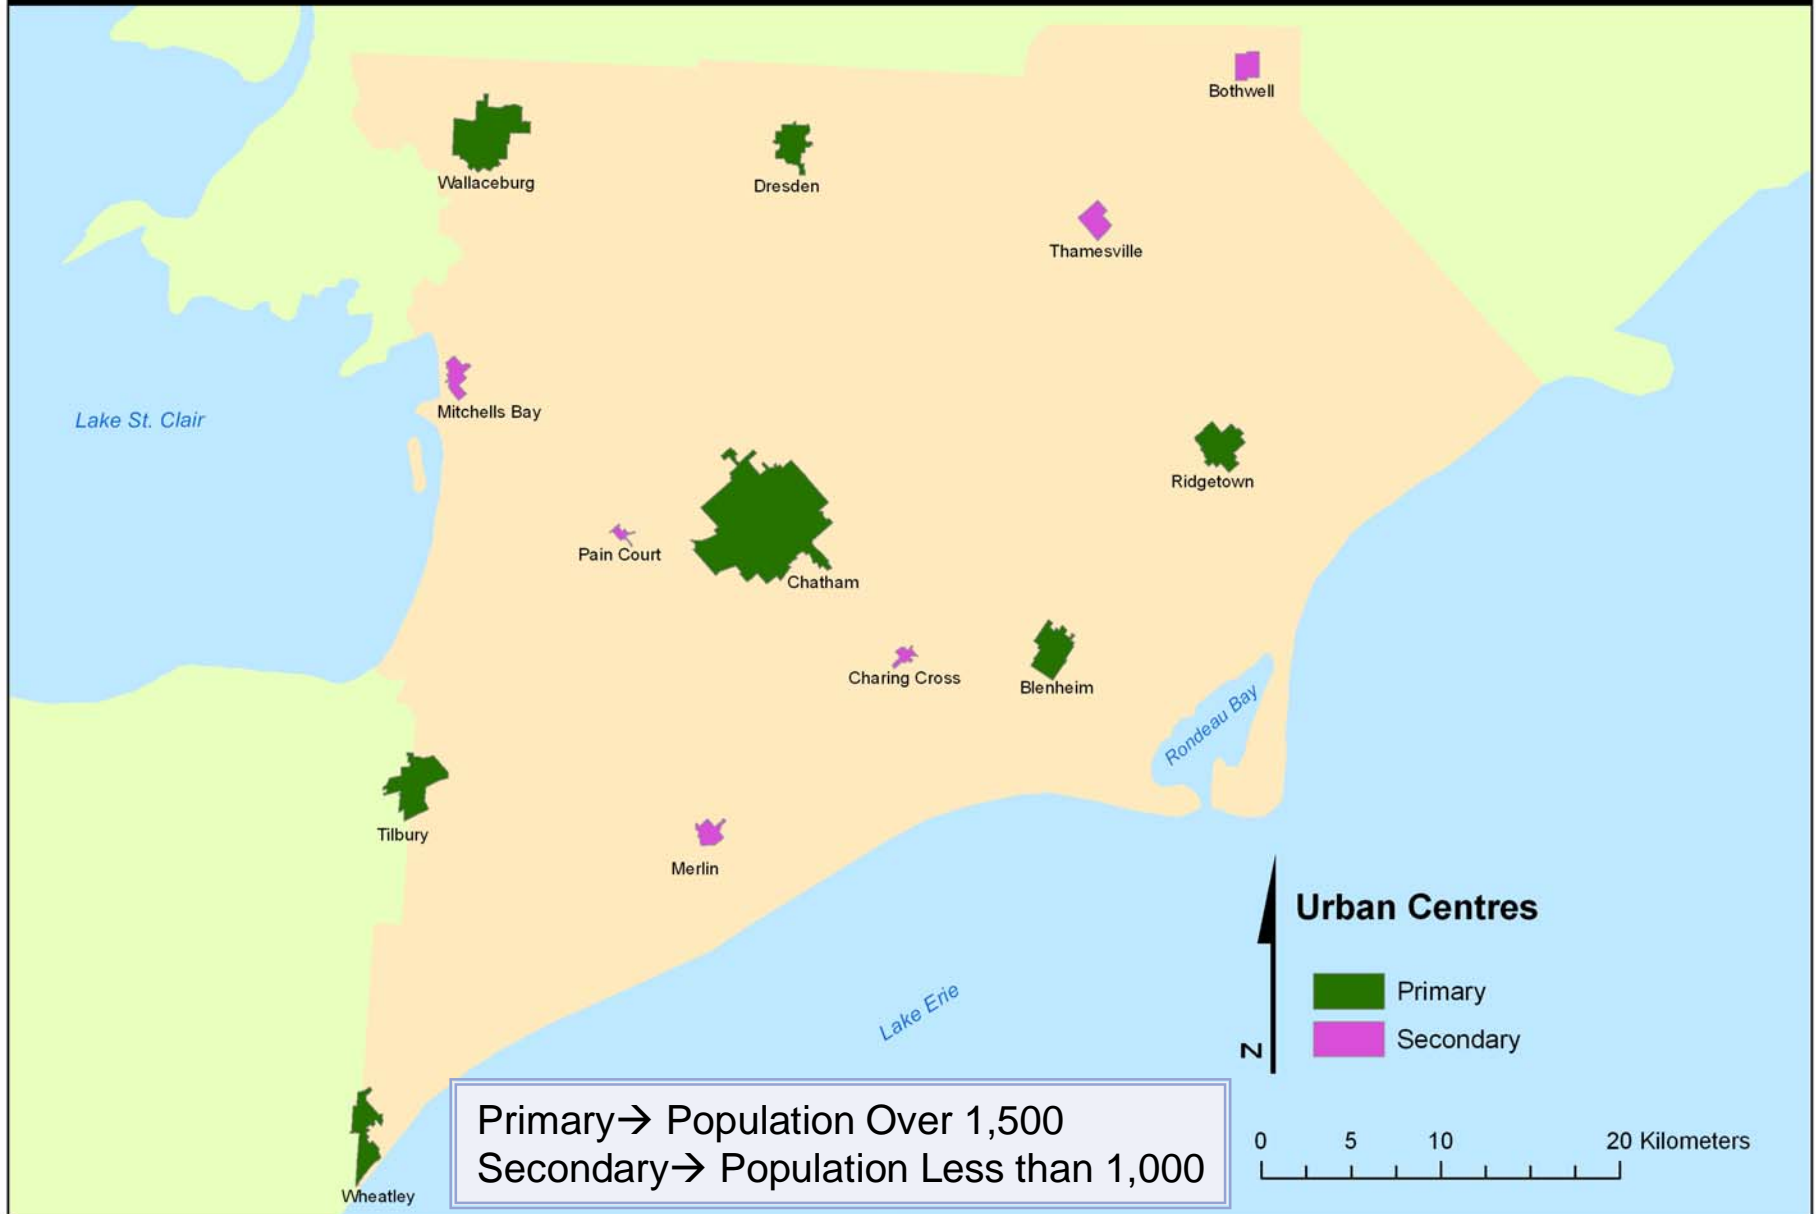 Bothwell
Wallaceburg
Dresden
Thamesville
Mitchells Bay
Lake St. Clair
Ridgetown
Pain Court
Chatham
Charing Cross
Blenheim
Rondeau Bay
Tilbury
Merlin
Urban Centres
Primary
Lake Erie
Secondary
N
Primary→ Population Over 1,500
Secondary→ Population Less than 1,000
0 5 10 20 Kilometers
Wheatley